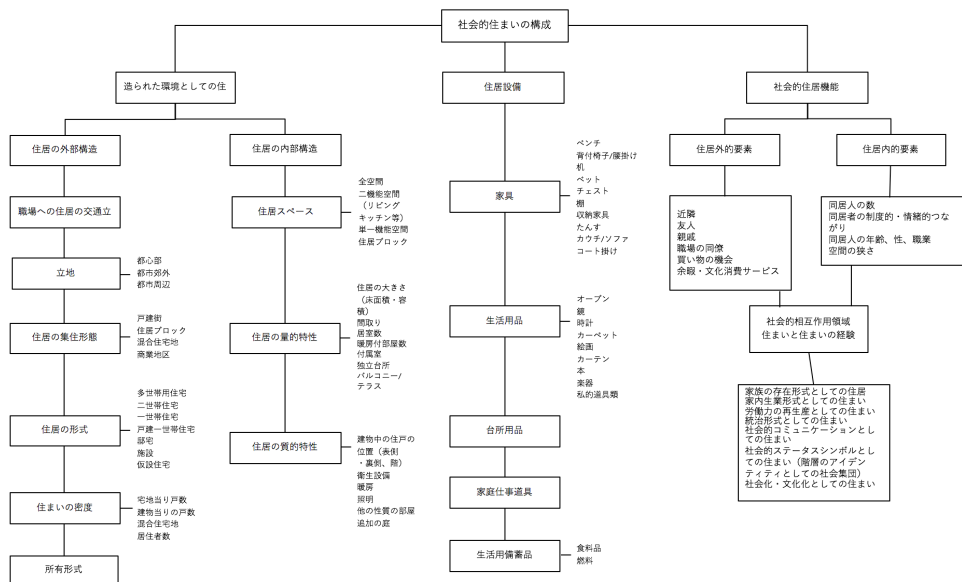 社会的住まいの構成
造られた環境としての住
住居の外部構造
職場への住居の交通立
立地
都心部
都市郊外
都市周辺
住居の集住形態
戸建街
住居ブロック
混合住宅地
商業地区
住居の形式
多世帯用住宅
二世帯住宅
一世帯住宅
戸建一世帯住宅
邸宅
施設
仮設住宅
住まいの密度
宅地当り戸数
建物当りの戸数
混合住宅地
居住者数
所有形式
住居の内部構造
住居スペース
全空間
二機能空間
（リビング
キッチン等）
単一機能空間
住居ブロック
住居の量的特性
住居の大きさ
（床面積・容
積）
間取り
居室数
暖房付部屋数
付属室
独立台所
バルコニー/
テラス
住居の質的特性
建物中の住戸の
位置（表側
・裏側、階）
衛生設備
暖房
照明
他の性質の部屋
追加の庭
住居設備
家具
ベンチ
背付椅子/腰掛け
机
ベット
チェスト
棚
収納家具
たんす
カウチ/ソファ
コート掛け
生活用品
オーブン
鏡
時計
カーペット
絵画
カーテン
本
楽器
私的道具類
台所用品
家庭仕事道具
生活用備蓄品
食料品
燃料
社会的住居機能
住居外的要素
近隣
友人
親戚
職場の同僚
買い物の機会
余暇・文化消費サービス
住居内的要素
同居人の数
同居者の制度的・情緒的つな
がり
同居人の年齢、性、職業
空間の狭さ
社会的相互作用領域
住まいと住まいの経験
家族の存在形式としての住居
家内生業形式としての住まい
労働力の再生産としての住まい
統治形式としての住まい
社会的コミュニケーションとし
ての住まい
社会的ステータスシンボルとし
ての住まい（階層のアイデン
ティティとしての社会集団）
社会化・文化化としての住まい